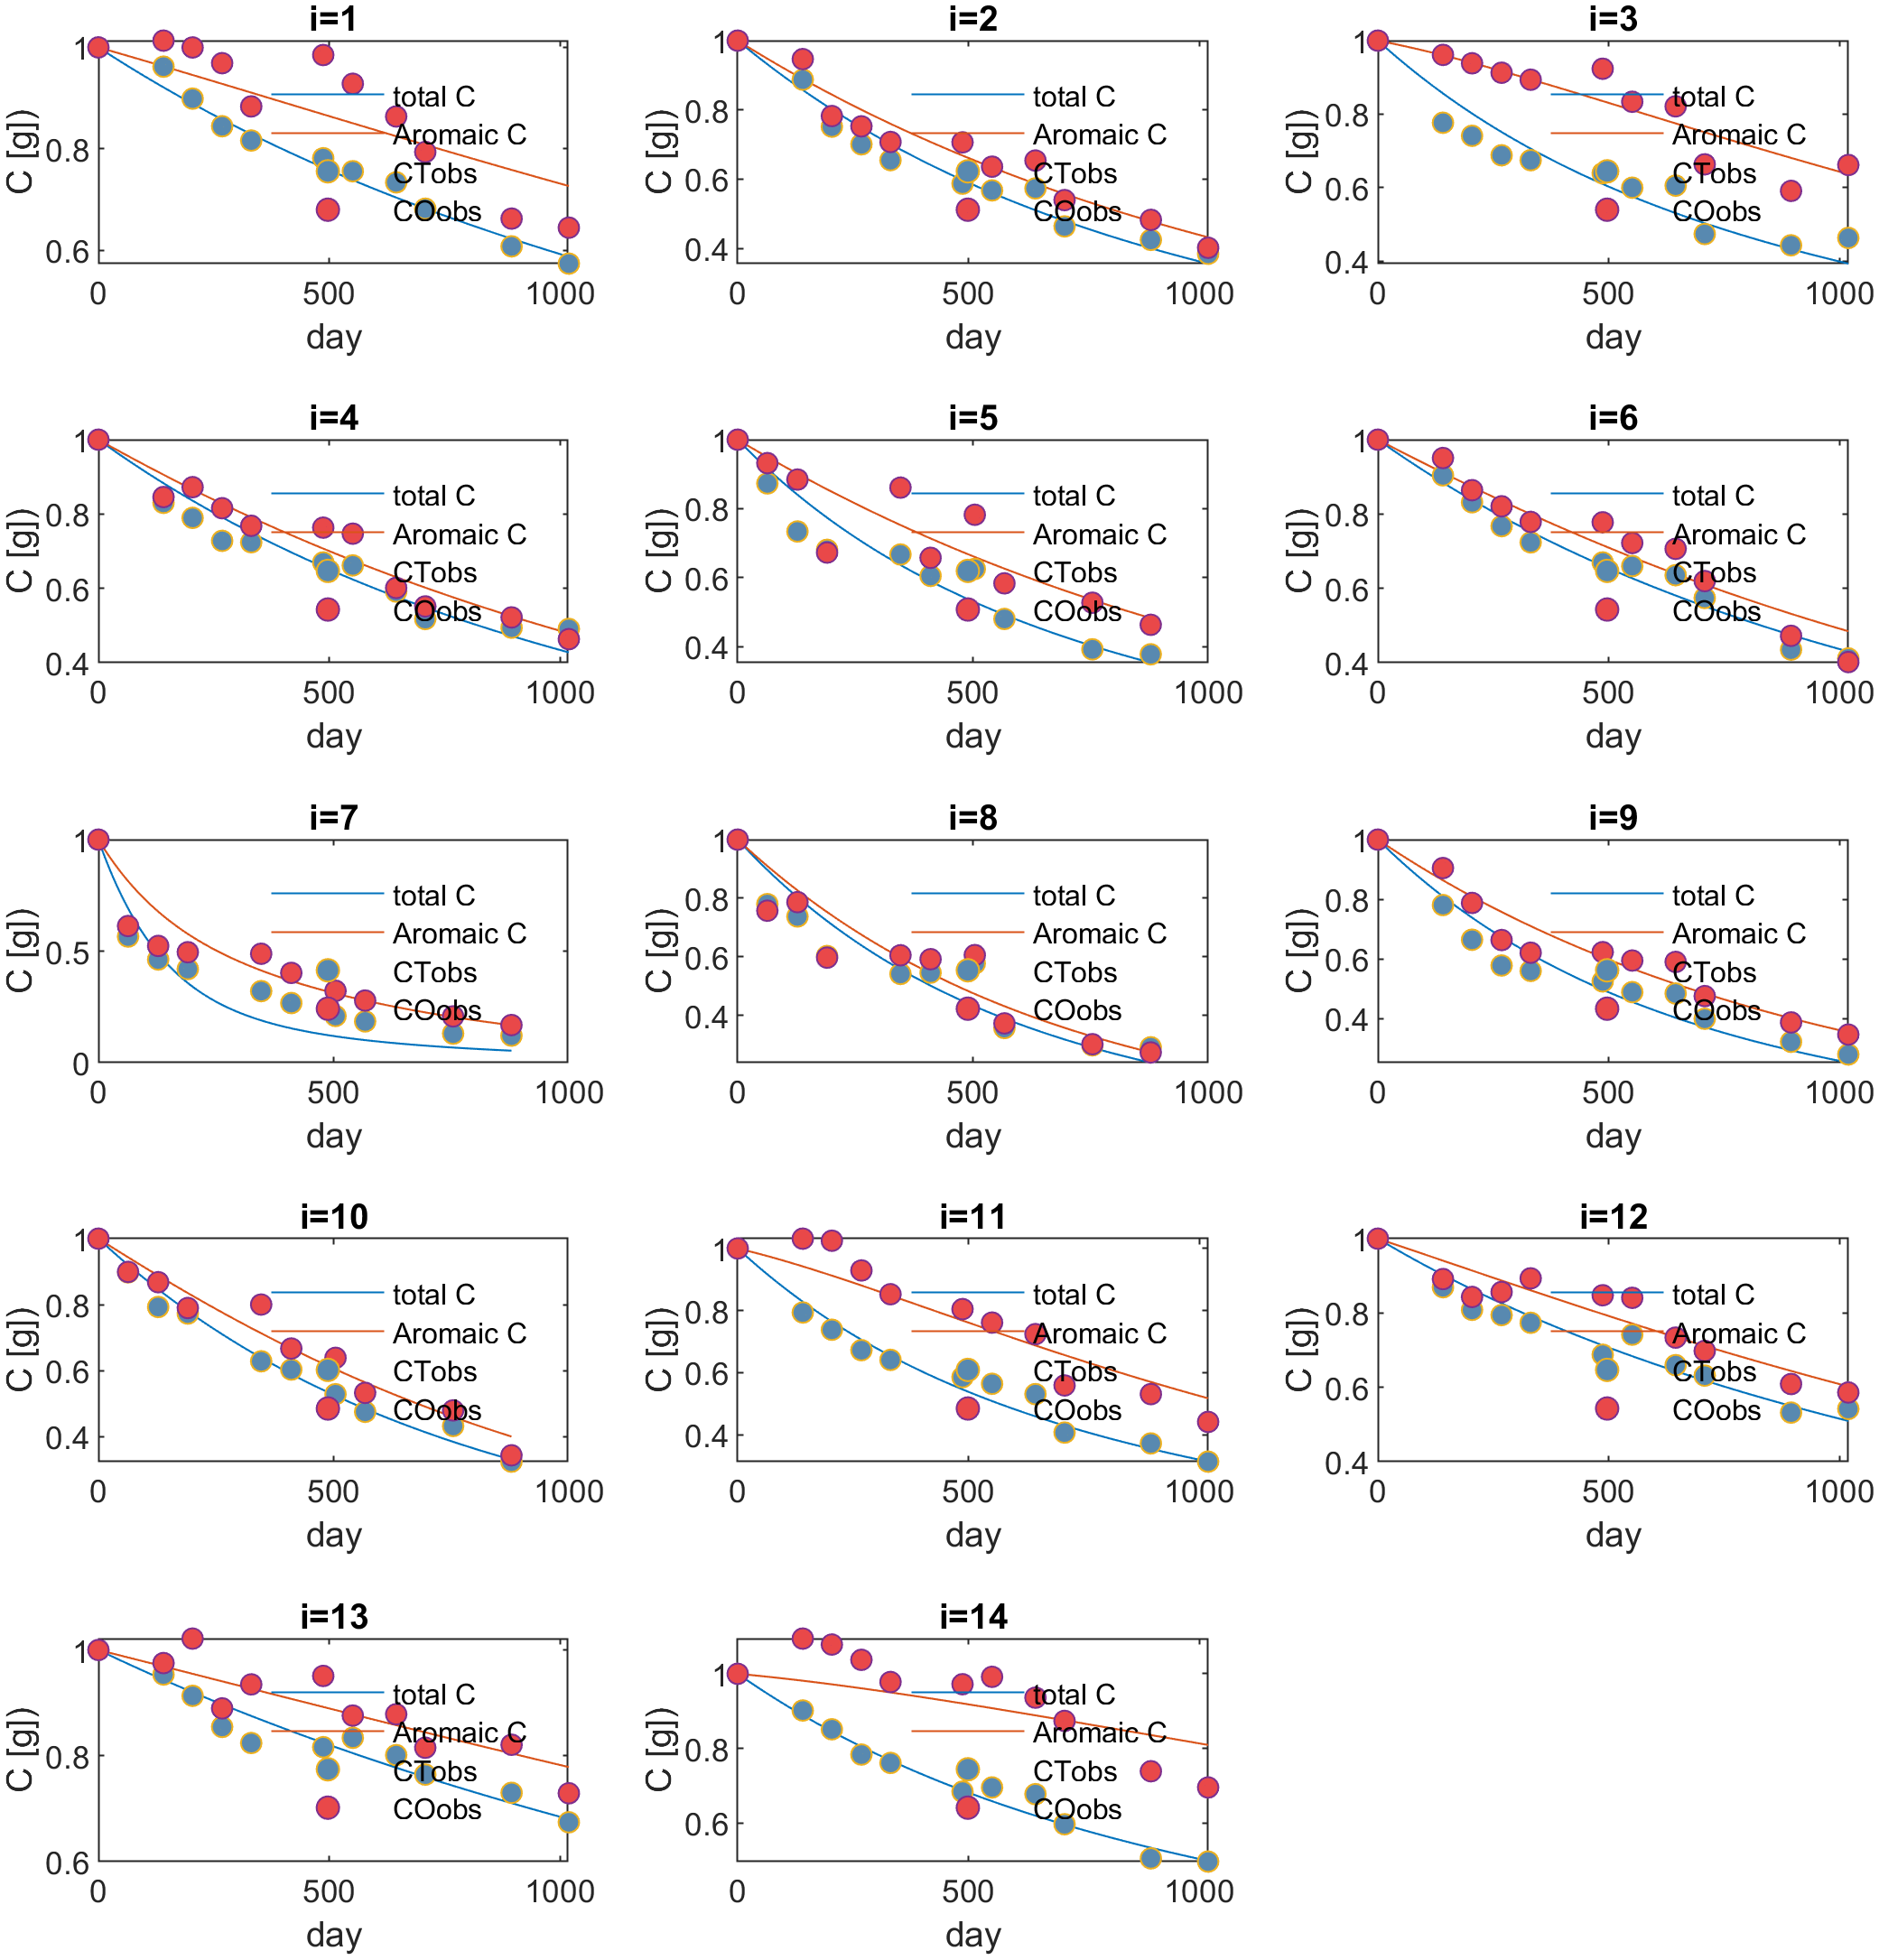 i=1
C [g])
1
0.8
0.6
0
500
1000
day
total C
Aromaic C
CTobs
COobs
i=2
C [g])
1
0.8
0.6
0.4
0
500
1000
day
total C
Aromaic C
CTobs
COobs
i=3
C [g])
1
0.8
0.6
0.4
0
500
1000
day
total C
Aromaic C
CTobs
COobs
i=4
C [g])
1
0.8
0.6
0.4
0
500
1000
day
total C
Aromaic C
CTobs
COobs
i=5
C [g])
1
0.8
0.6
0.4
0
500
1000
day
total C
Aromaic C
CTobs
COobs
i=6
C [g])
1
0.8
0.6
0.4
0
500
1000
day
total C
Aromaic C
CTobs
COobs
i=7
C [g])
1
0.5
0
0
500
1000
day
total C
Aromaic C
CTobs
COobs
i=8
C [g])
1
0.8
0.6
0.4
0
500
1000
day
total C
Aromaic C
CTobs
COobs
i=9
C [g])
1
0.8
0.6
0.4
0
500
1000
day
total C
Aromaic C
CTobs
COobs
i=10
C [g])
1
0.8
0.6
0.4
0
500
1000
day
total C
Aromaic C
CTobs
COobs
i=11
C [g])
1
0.8
0.6
0.4
0
500
1000
day
total C
Aromaic C
CTobs
COobs
i=12
C [g])
1
0.8
0.6
0.4
0
500
1000
day
total C
Aromaic C
CTobs
COobs
i=13
C [g])
1
0.8
0.6
0
500
1000
day
total C
Aromaic C
CTobs
COobs
i=14
C [g])
1
0.8
0.6
0
500
1000
day
total C
Aromaic C
CTobs
COobs